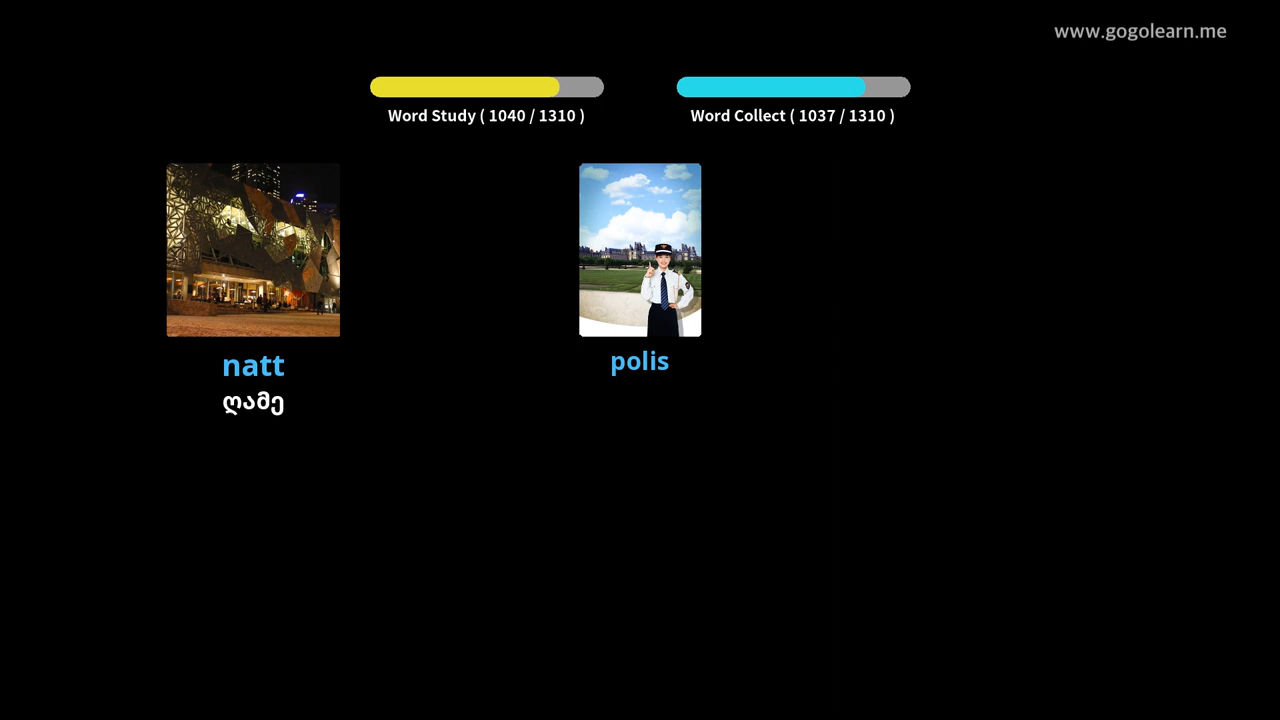 www.gogolearn.me
Word Study ( 1040 / 1310 )
Word Collect ( 1037 / 1310 )
natt
ღამე
polis